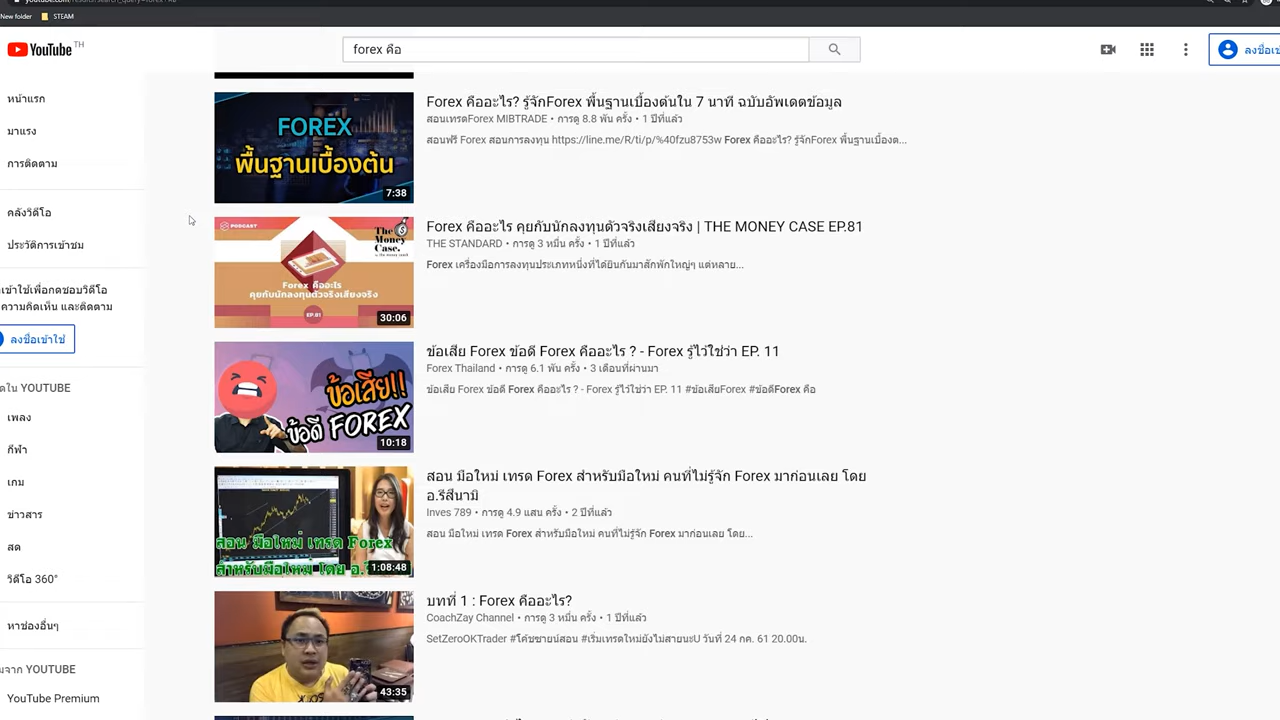 New folder STEAM
YouTube TH
forex คือ
ลงชื่อเข้า
หน้าแรก
มาแรง
การติดตาม
คลังวิดีโอ
ประวัติการเข้าชม
เข้าใช้เพื่อกดชอบวิดีโอ
ความคิดเห็น และติดตาม
ลงชื่อเข้าใช้
ดใน YOUTUBE
เพลง
กีฬา
เกม
ข่าวสาร
สด
วิดีโอ 360°
หาช่องอื่นๆ
มจาก YOUTUBE
YouTube Premium
FOREX
พื้นฐานเบื้องต้น
7:38
Forex คืออะไร? รู้จักForex พื้นฐานเบื้องต้นใน 7 นาที ฉบับอัพเดตข้อมูล
สอนเทรดForex MIBTRADE • การดู 8.8 พัน ครั้ง • 1 ปีที่แล้ว
สอนฟรี Forex สอนการลงทุน https://line.me/R/ti/p/%40fzu8753w Forex คืออะไร? รู้จักForex พื้นฐานเบื้องต...
PODCAST
The Money Case.
Forex คืออะไร
คุยกับนักลงทุนตัวจริงเสียงจริง
EP.81
30:06
Forex คืออะไร คุยกับนักลงทุนตัวจริงเสียงจริง | THE MONEY CASE EP.81
THE STANDARD • การดู 3 หมื่น ครั้ง • 1 ปีที่แล้ว
Forex เครื่องมือการลงทุนประเภทหนึ่งที่ได้ยินกันมาสักพักใหญ่ๆ แต่หลาย...
ข้อเสีย!!
ข้อดี FOREX
10:18
ข้อเสีย Forex ข้อดี Forex คืออะไร ? - Forex รู้ไว้ใช่ว่า EP. 11
Forex Thailand • การดู 6.1 พัน ครั้ง • 3 เดือนที่ผ่านมา
ข้อเสีย Forex ข้อดี Forex คืออะไร ? - Forex รู้ไว้ใช่ว่า EP. 11 #ข้อเสียForex #ข้อดีForex คือ
สอน มือใหม่ เทรด Forex
สำหรับมือใหม่ โดย อ.
1:08:48
สอน มือใหม่ เทรด Forex สำหรับมือใหม่ คนที่ไม่รู้จัก Forex มาก่อนเลย โดย
อ.รีสีนามิ
Inves 789 • การดู 4.9 แสน ครั้ง • 2 ปีที่แล้ว
สอน มือใหม่ เทรด Forex สำหรับมือใหม่ คนที่ไม่รู้จัก Forex มาก่อนเลย โดย...
43:35
บทที่ 1 : Forex คืออะไร?
CoachZay Channel • การดู 3 หมื่น ครั้ง • 1 ปีที่แล้ว
SetZeroOKTrader #โค้ชซายน์สอน #เริ่มเทรดใหม่ยังไม่สายนะU วันที่ 24 กค. 61 20.00น.